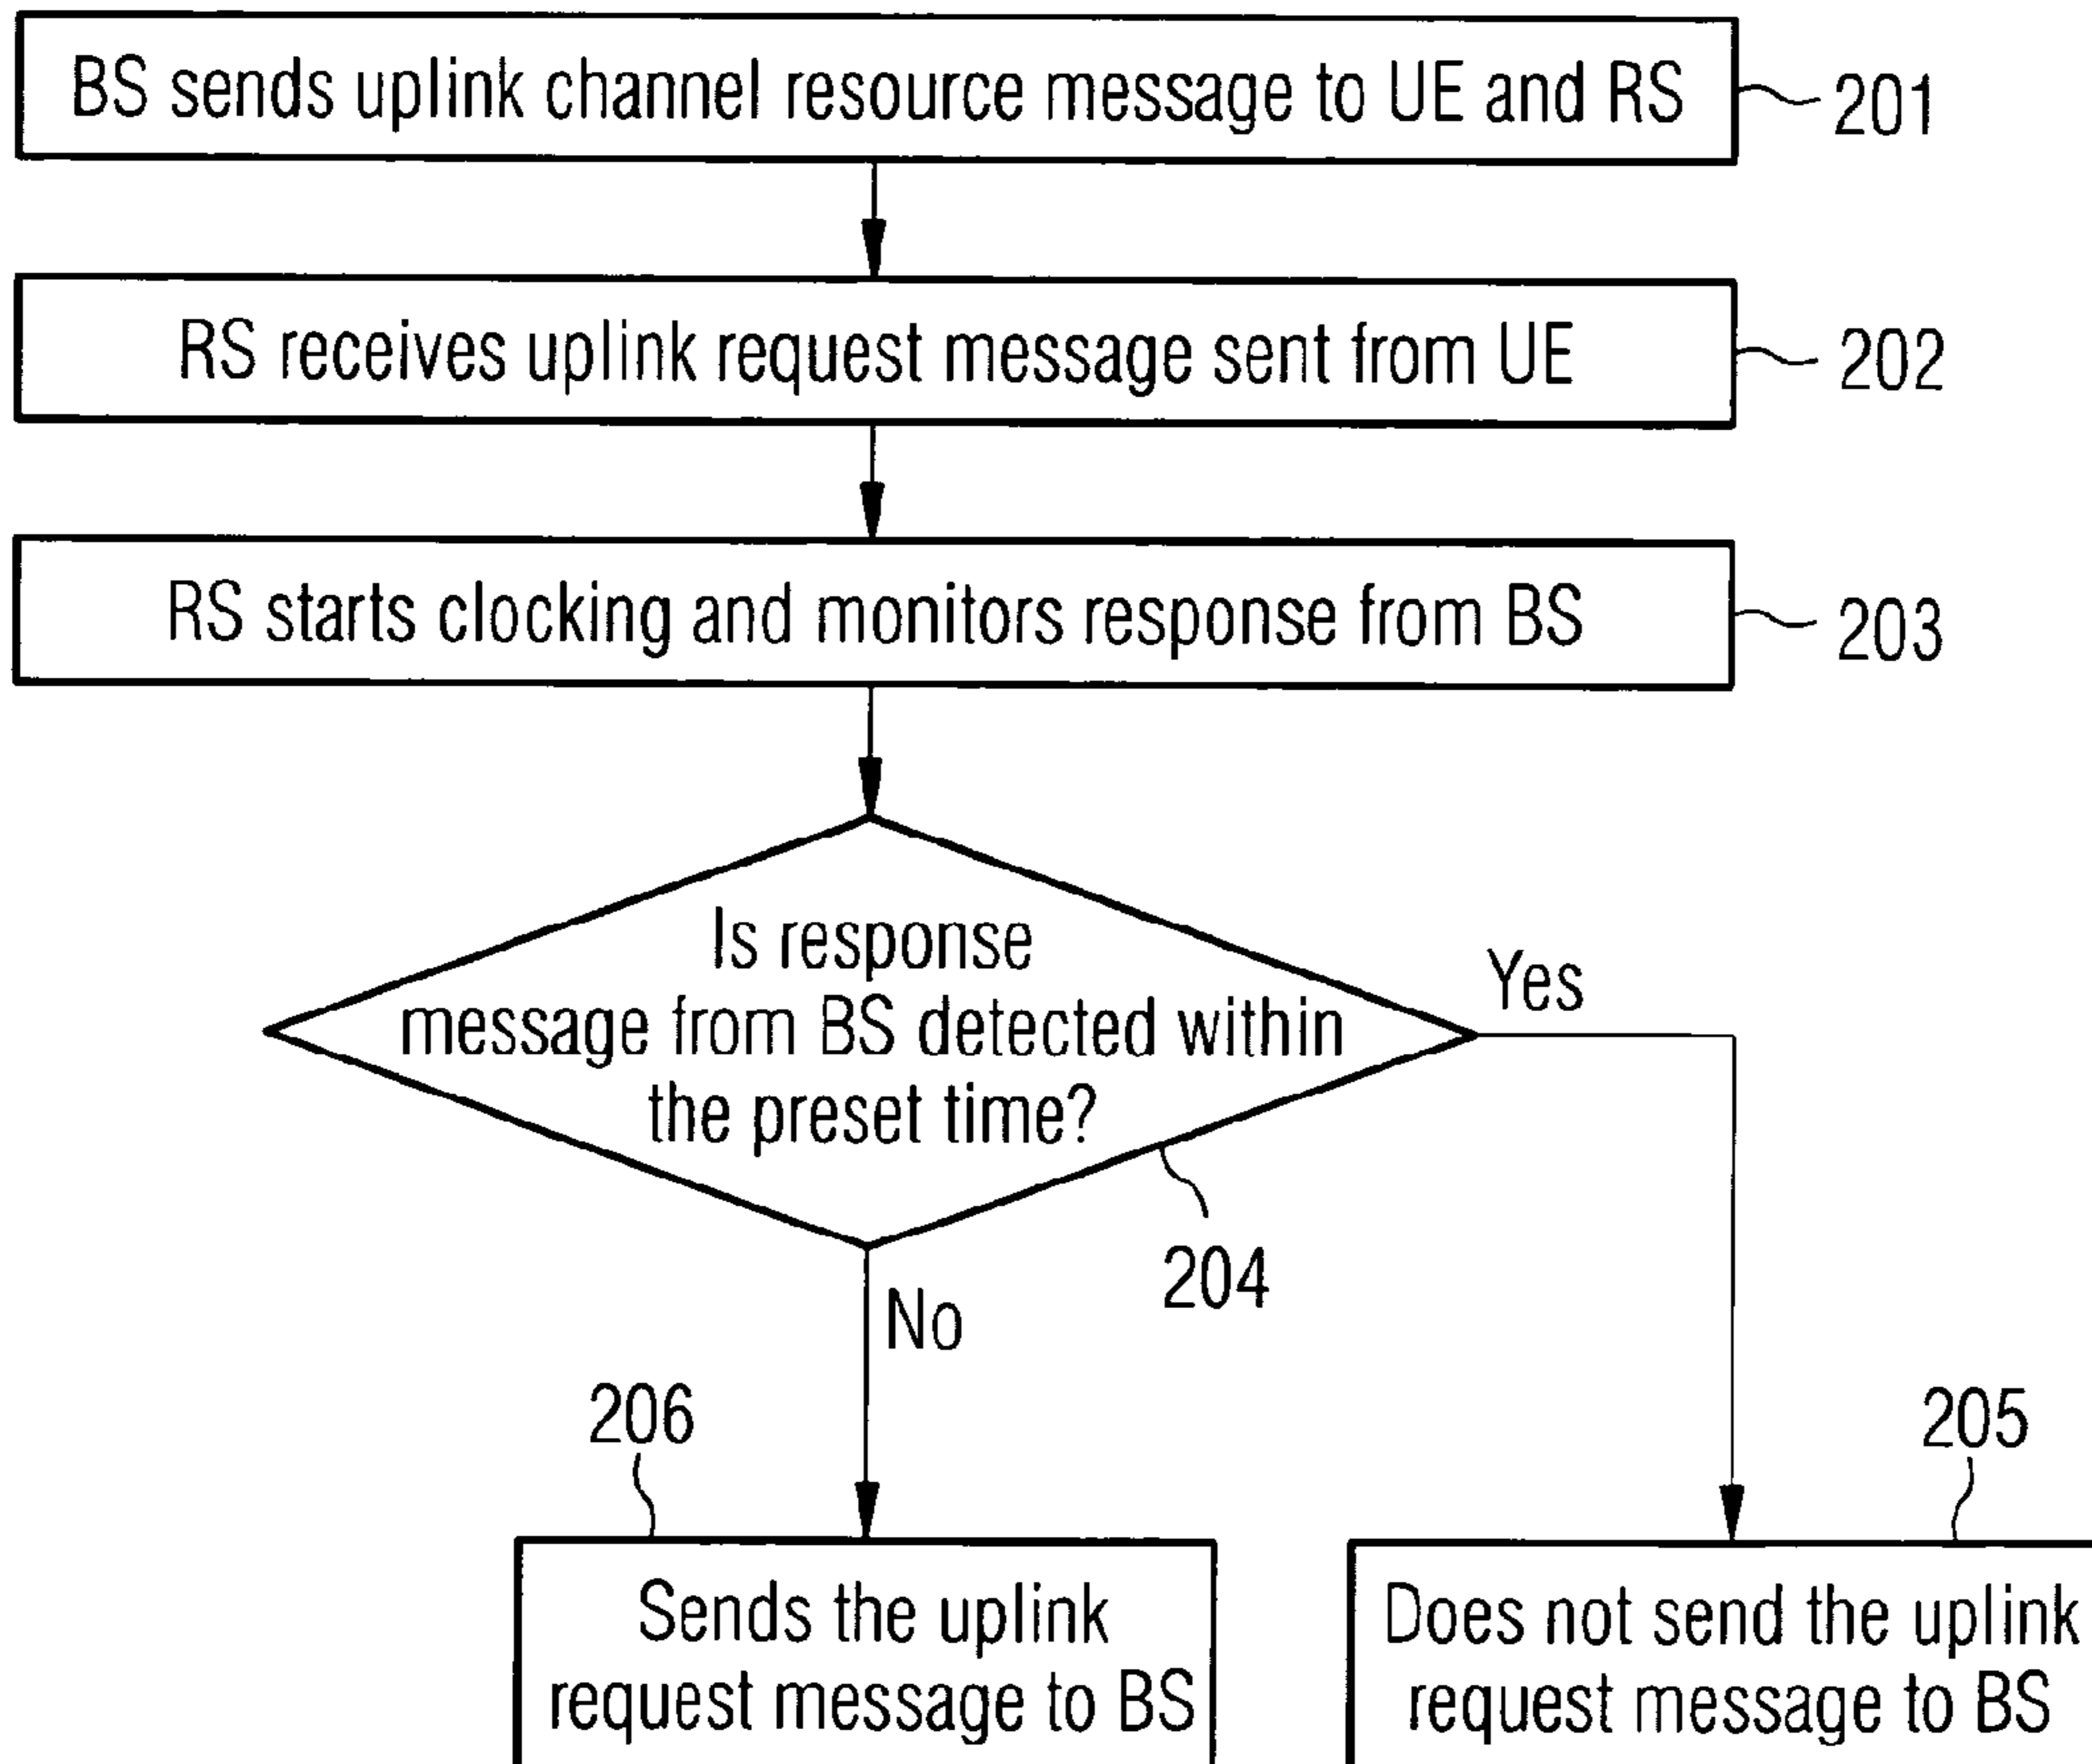 BS sends uplink channel resource message to UE and RS
201
RS receives uplink request message sent from UE
202
RS starts clocking and monitors response from BS
203
Is response
message from BS detected within
the preset time?
Yes
204
No
206
205
Sends the uplink
request message to BS
Does not send the uplink
request message to BS